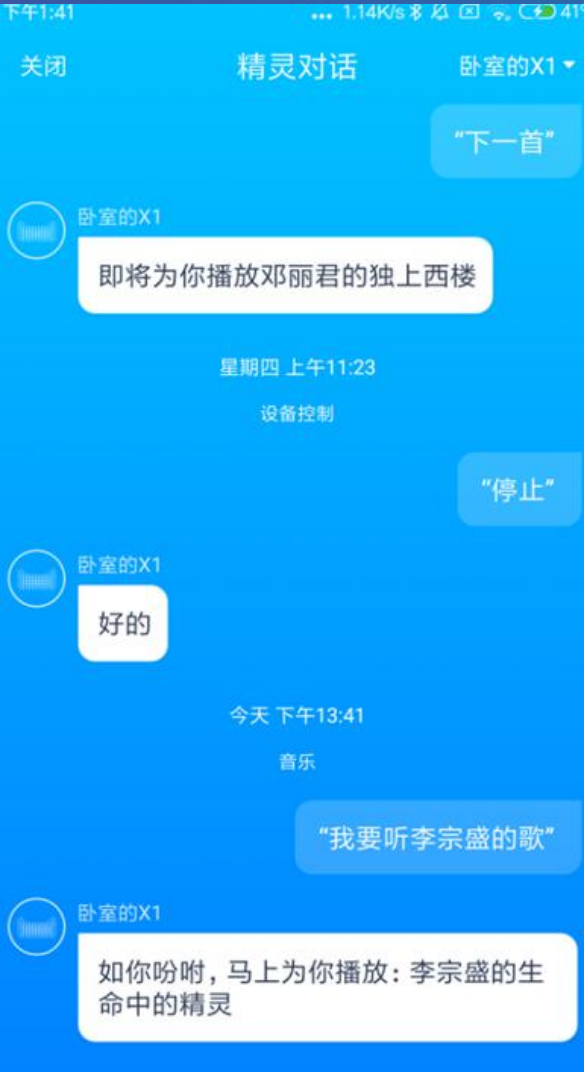 下午1:41 ... 1.14K/s 41%
关闭 精灵对话 卧室的X1
“下一首”
卧室的X1
即将为你播放邓丽君的独上西楼
星期四 上午11:23
设备控制
“停止”
卧室的X1
好的
今天 下午13:41
音乐
“我要听李宗盛的歌”
卧室的X1
如你吩咐，马上为你播放：李宗盛的生
命中的精灵